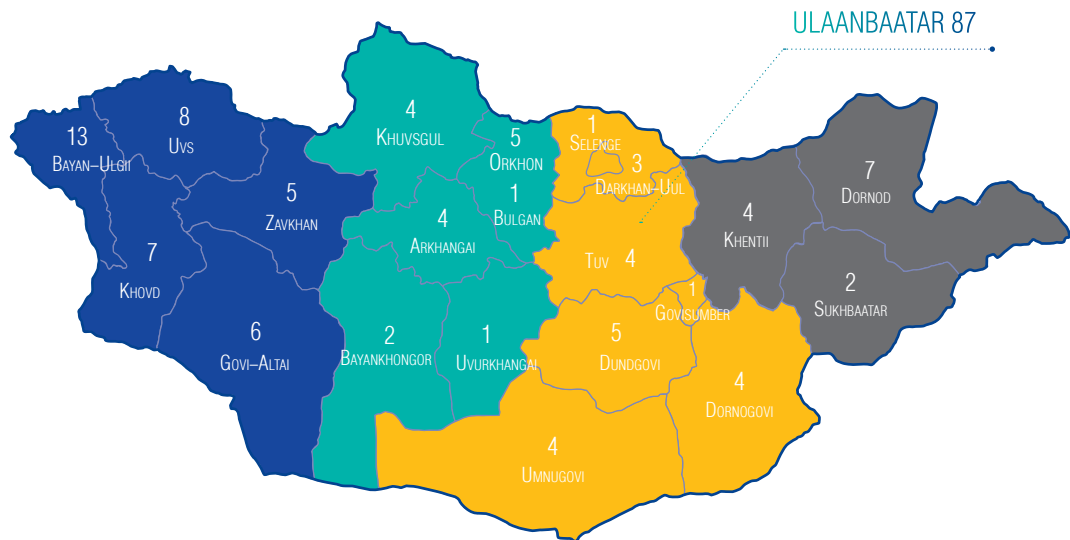 ULAANBAATAR 87
13
BAYAN–ULGII
8
UVS
5
ZAVKHAN
7
KHOVD
6
GOVI–ALTAI
4
KHUVSGUL
5
ORKHON
1
BULGAN
4
ARKHANGAI
2
BAYANKHONGOR
1
UVURKHANGAI
1
SELENGE
3
DARKHAN–UUL
TUV 4
1
GOVISUMBER
5
DUNDGOVI
4
DORNOGOVI
4
UMNUGOVI
4
KHENTII
7
DORNOD
2
SUKHBAATAR